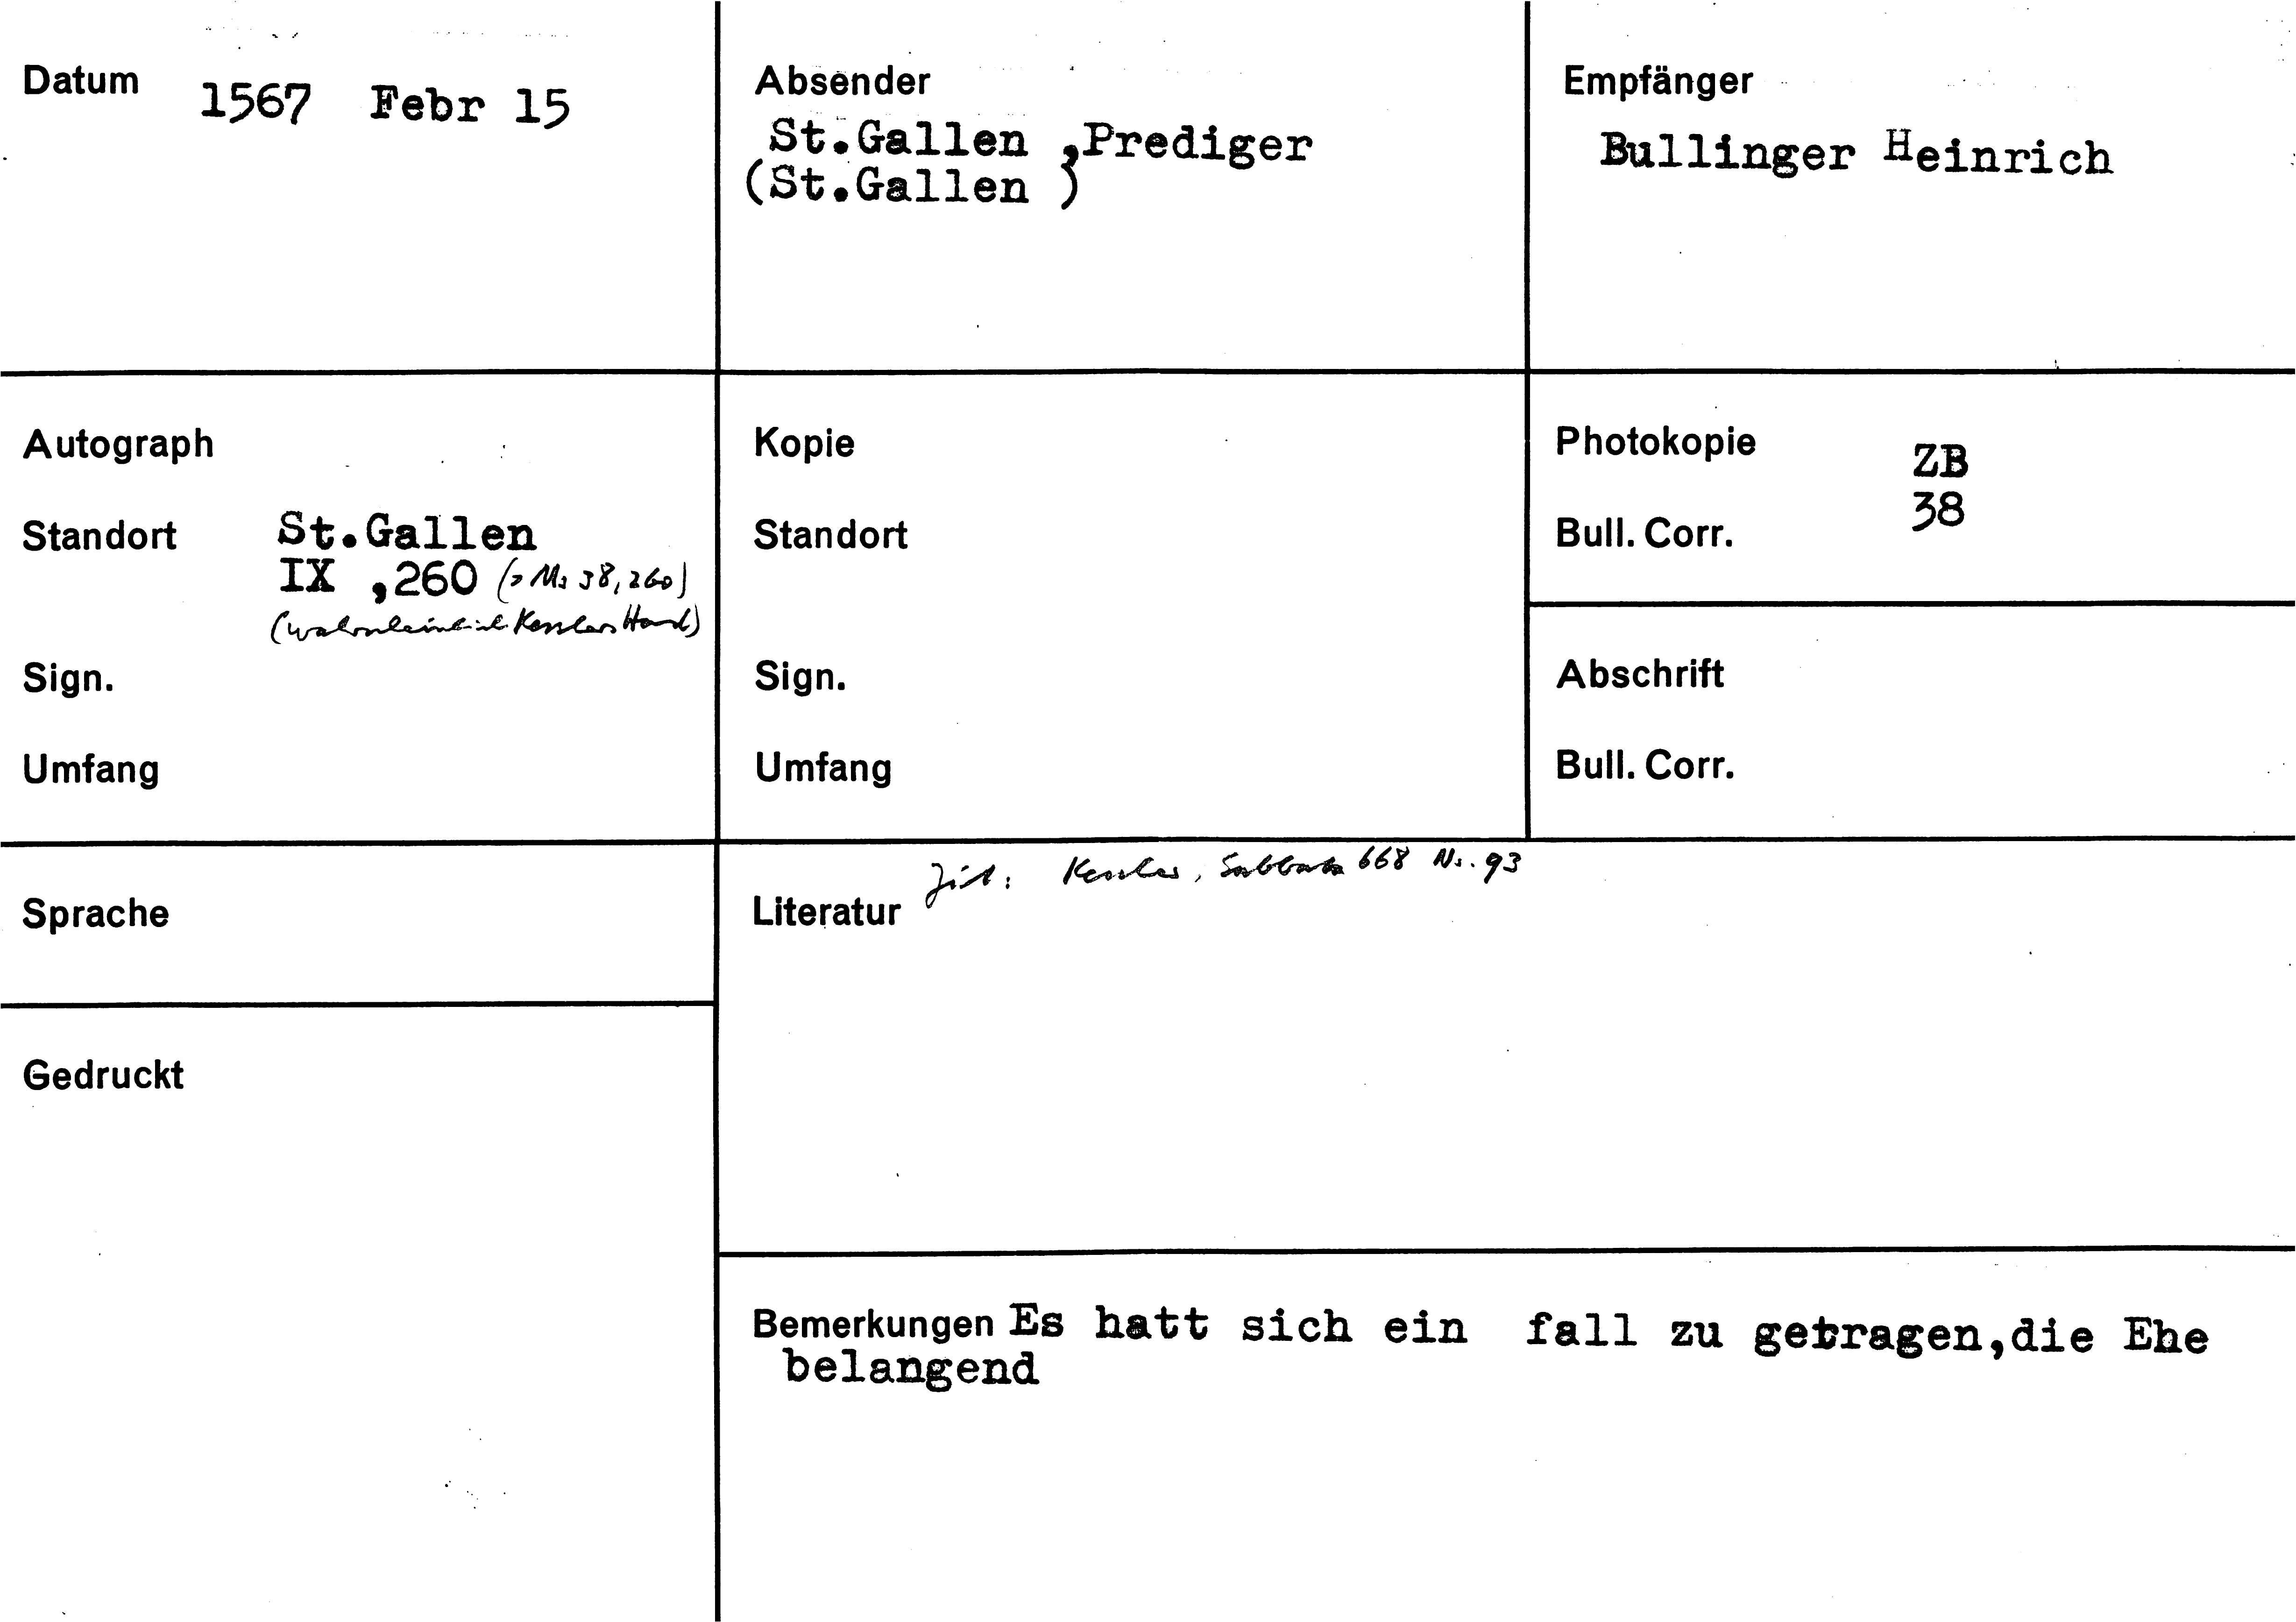 Datum 1567 Febr 15
Absender
St.Gallen ,Prediger
(St.Gallen )
Empfänger
Bullinger Heinrich
Autograph
Standort St.Gallen
IX ,260 (= Ms 38, 260)
(wahrscheinlich Kesslers Hand)
Sign.
Umfang
Kopie
Standort
Sign.
Umfang
Photokopie ZB
Bull. Corr. 38
Abschrift
Bull. Corr.
Sprache
Gedruckt
Zit.: Kessler, Sabbata 668 Nr. 93
Literatur
Bemerkungen Es hatt sich ein fall zu getragen,die Ehe
belangend